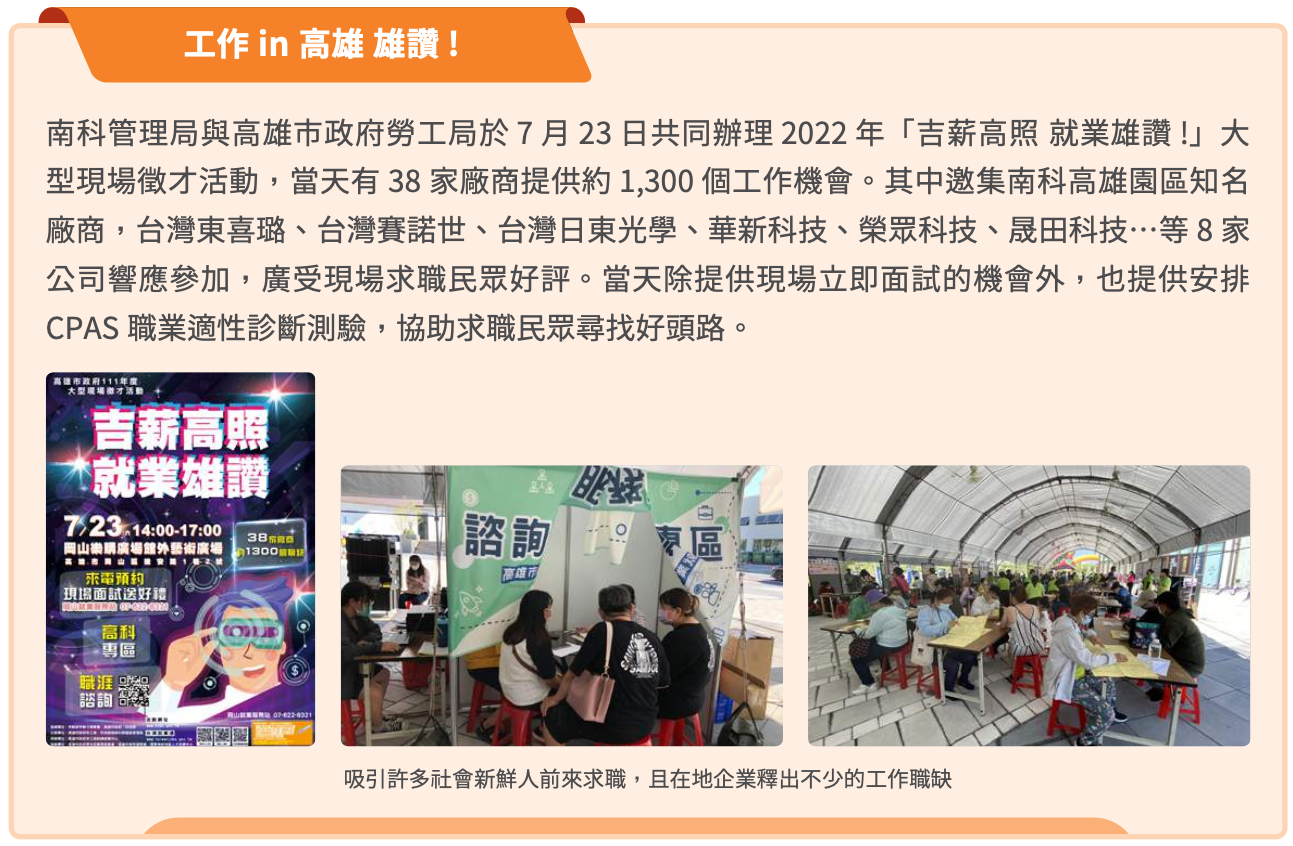 工作 in 高雄 雄讚 !
南科管理局與高雄市政府勞工局於 7 月 23 日共同辦理 2022 年「吉薪高照 就業雄讚 !」大
型現場徵才活動，當天有 38 家廠商提供約 1,300 個工作機會。其中邀集南科高雄園區知名
廠商，台灣東喜璐、台灣賽諾世、台灣日東光學、華新科技、榮眾科技、晟田科技…等 8 家
公司響應參加，廣受現場求職民眾好評。當天除提供現場立即面試的機會外，也提供安排
CPAS 職業適性診斷測驗，協助求職民眾尋找好頭路。
高雄市政府111年度
大型現場徵才活動
吉薪高照
就業雄讚
7/23 14:00-17:00
岡山樂購廣場館外藝術廣場
38家廠商
1300個職缺
來電預約
現場面試送好禮
岡山就業服務站 07-622-8321
高科
專區
職涯
諮詢
岡山就業服務站 07-622-8321
諮詢
專區
高雄市
吸引許多社會新鮮人前來求職，且在地企業釋出不少的工作職缺